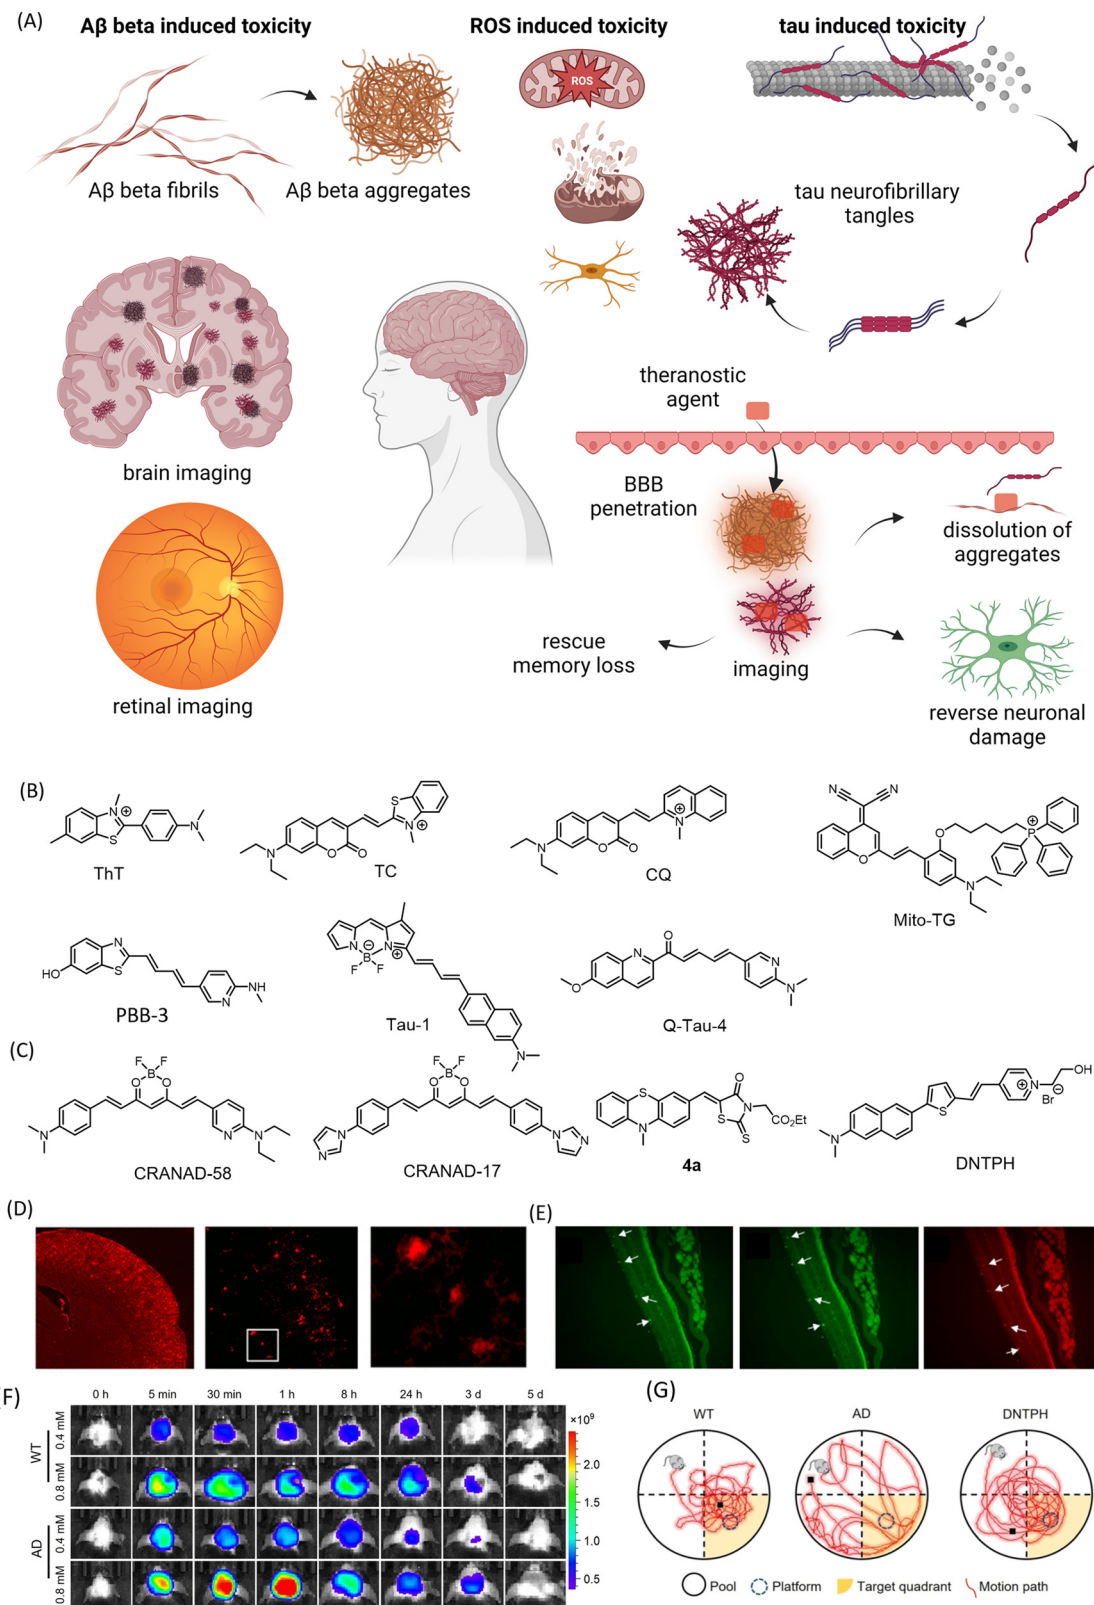 (A)
Aβ beta induced toxicity
ROS induced toxicity
tau induced toxicity
ROS
Aβ beta fibrils
Aβ beta aggregates
tau neurofibrillary
tangles
theranostic
agent
brain imaging
BBB
penetration
dissolution of
aggregates
rescue
memory loss
imaging
retinal imaging
reverse neuronal
damage
(B)
ThT
TC
CQ
Mito-TG
PBB-3
Tau-1
Q-Tau-4
(C)
CRANAD-58
CRANAD-17
4a
DNTPH
(D)
(E)
(F)
0 h
5 min
30 min
1 h
8 h
24 h
3 d
5 d
WT
0.4 mM
0.8 mM
AD
0.4 mM
0.8 mM
×10⁹
2.0
1.5
1.0
0.5
(G)
WT
AD
DNTPH
Pool
Platform
Target quadrant
Motion path